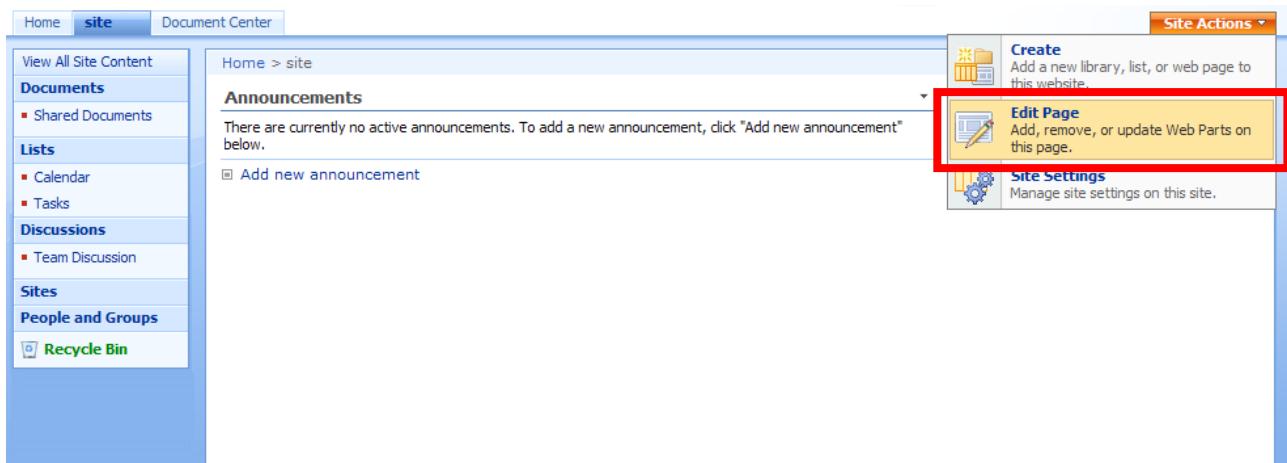 Home site Document Center
Site Actions
View All Site Content
Documents
Shared Documents
Lists
Calendar
Tasks
Discussions
Team Discussion
Sites
People and Groups
Recycle Bin
Home > site
Announcements
There are currently no active announcements. To add a new announcement, click "Add new announcement"
below.
Add new announcement
Create
Add a new library, list, or web page to
this website.
Edit Page
Add, remove, or update Web Parts on
this page.
Site Settings
Manage site settings on this site.